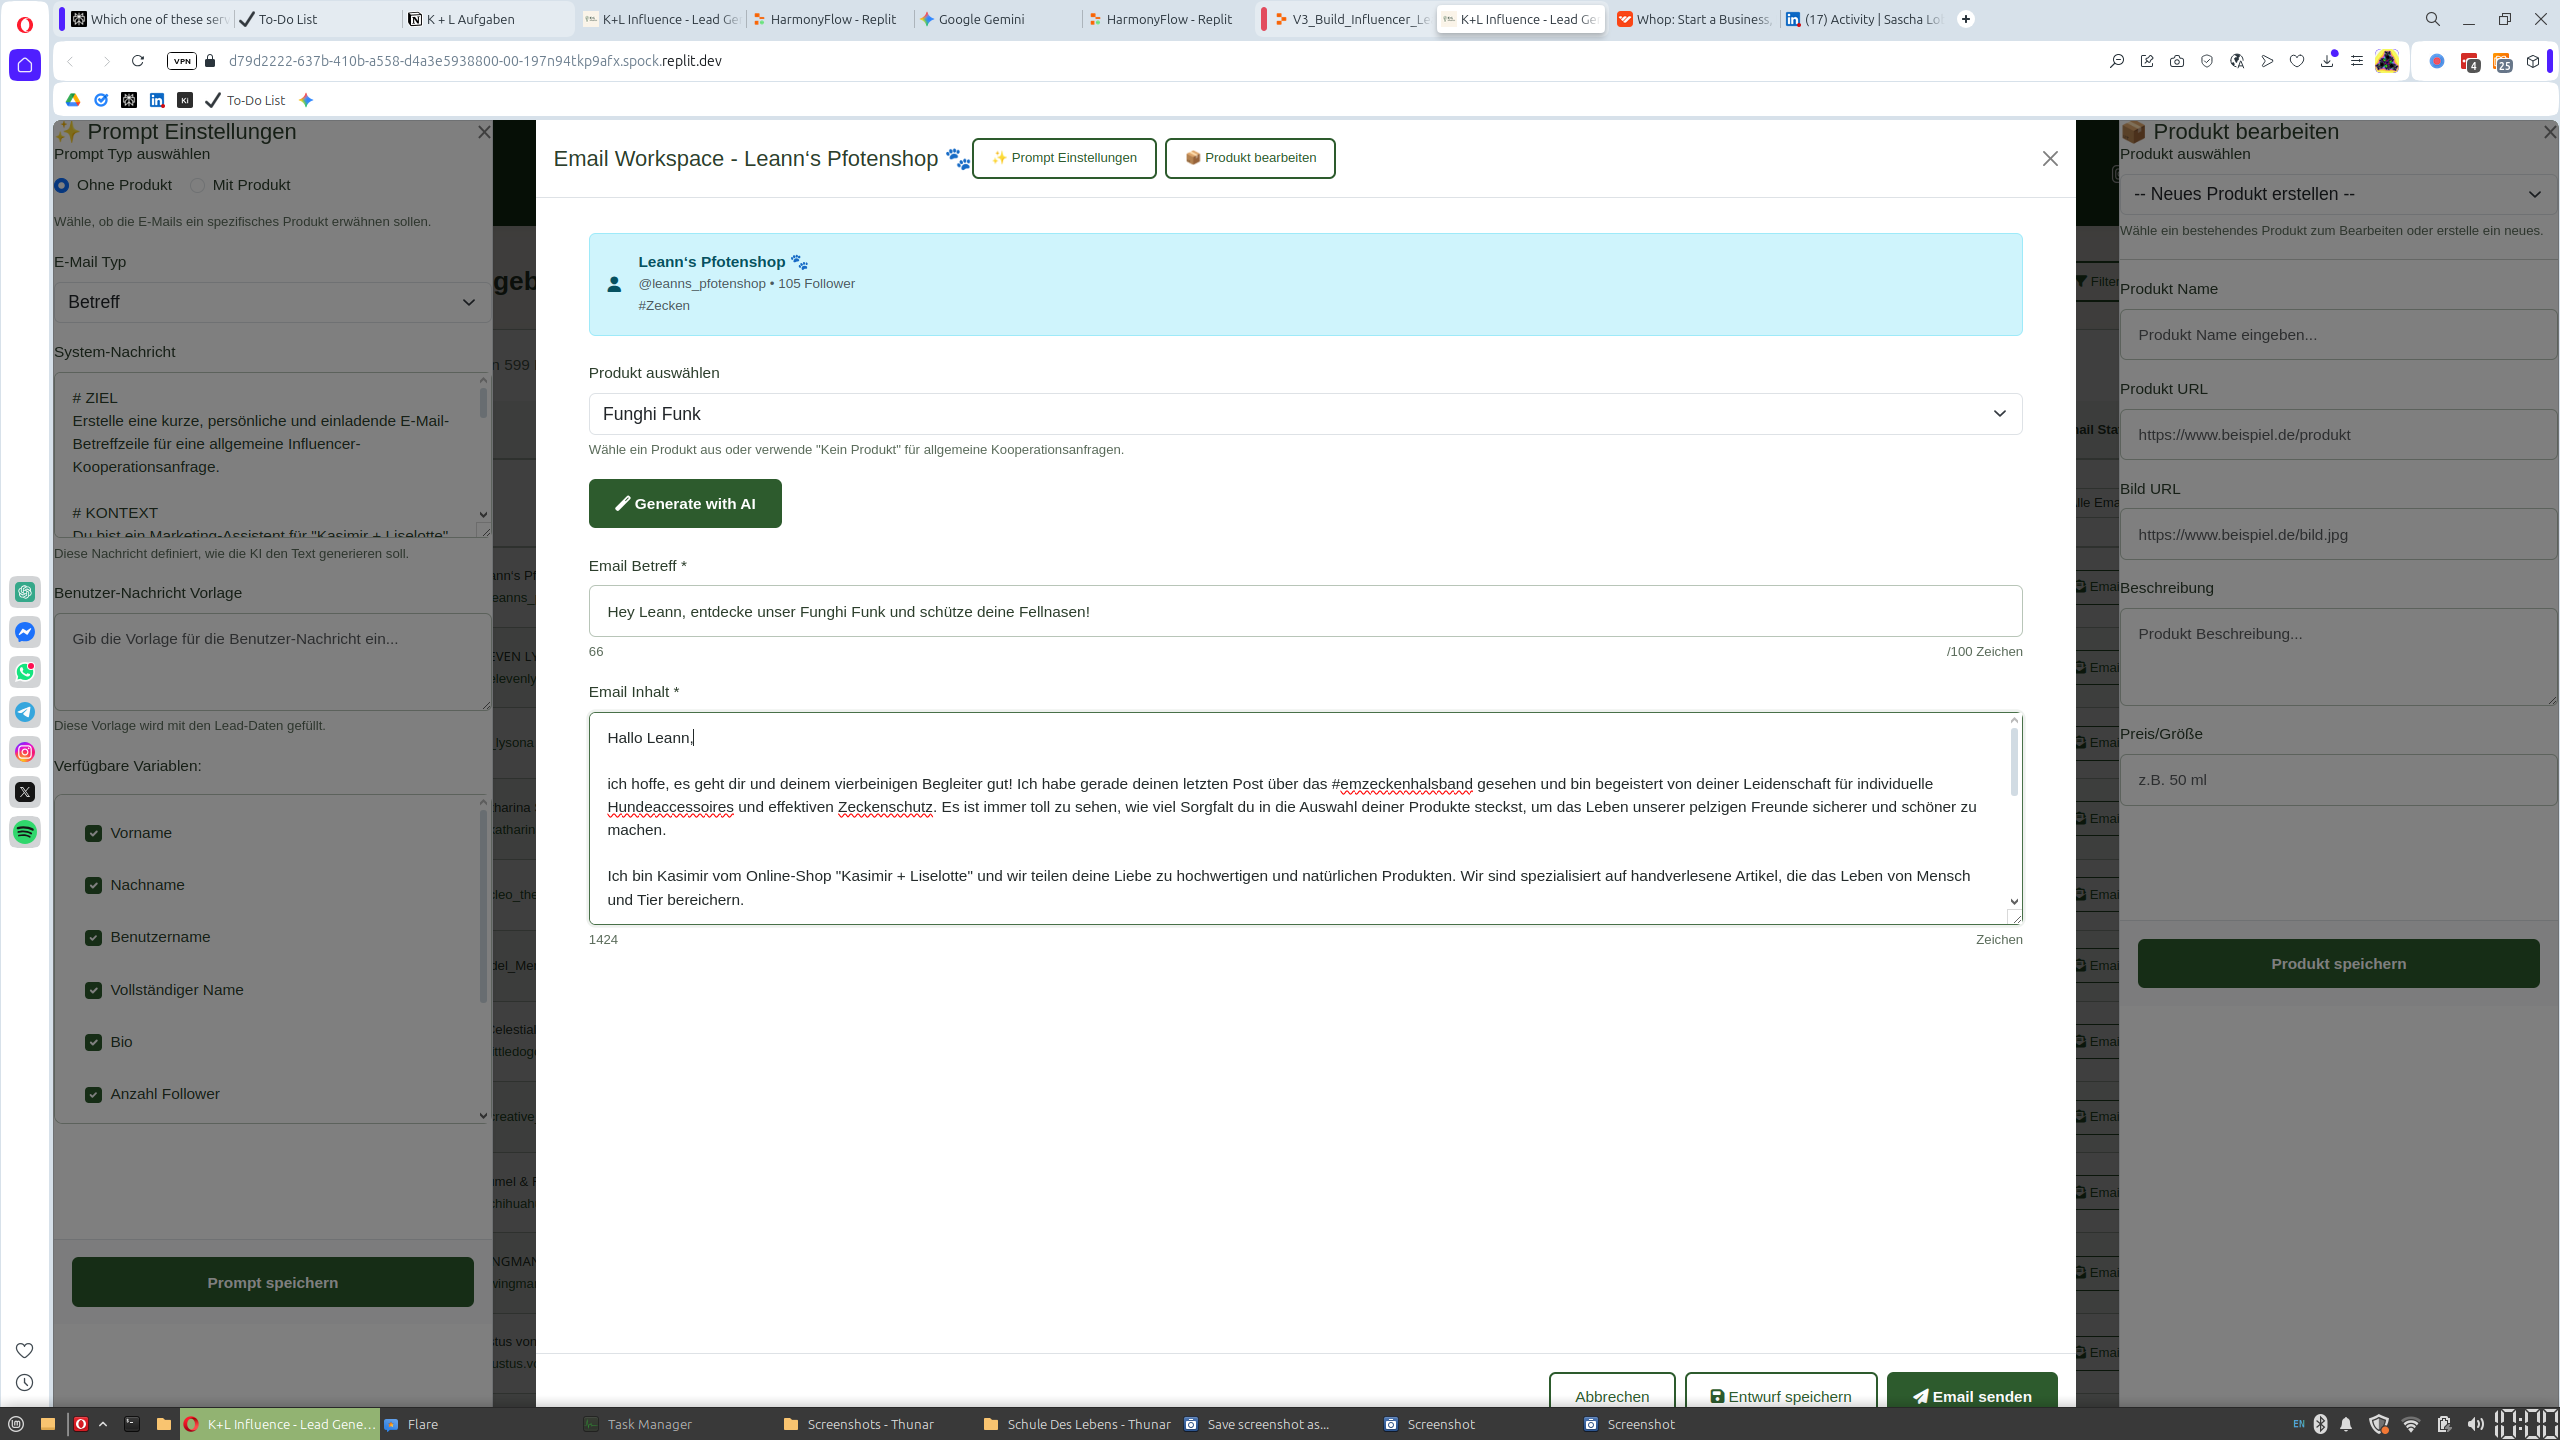 Which one of these serv
To-Do List
K + L Aufgaben
K+L Influence - Lead Ge
HarmonyFlow - Replit
Google Gemini
HarmonyFlow - Replit
V3_Build_Influencer_Le
K+L Influence - Lead Ge
Whop: Start a Business,
(17) Activity | Sascha Lo
VPN
d79d2222-637b-410b-a558-d4a3e5938800-00-197n94tkp9afx.spock.replit.dev
4
25
To-Do List
✨ Prompt Einstellungen
Prompt Typ auswählen
Ohne Produkt
Mit Produkt
Wähle, ob die E-Mails ein spezifisches Produkt erwähnen sollen.
E-Mail Typ
Betreff
System-Nachricht
# ZIEL
Erstelle eine kurze, persönliche und einladende E-Mail-
Betreffzeile für eine allgemeine Influencer-
Kooperationsanfrage.
# KONTEXT
Du bist ein Marketing-Assistent für "Kasimir + Liselotte"
Diese Nachricht definiert, wie die KI den Text generieren soll.
Benutzer-Nachricht Vorlage
Gib die Vorlage für die Benutzer-Nachricht ein...
Diese Vorlage wird mit den Lead-Daten gefüllt.
Verfügbare Variablen:
Vorname
Nachname
Benutzername
Vollständiger Name
Bio
Anzahl Follower
Prompt speichern
Email Workspace - Leann‘s Pfotenshop 🐾
✨ Prompt Einstellungen
📦 Produkt bearbeiten
Leann‘s Pfotenshop 🐾
@leanns_pfotenshop • 105 Follower
#Zecken
Produkt auswählen
Funghi Funk
Wähle ein Produkt aus oder verwende "Kein Produkt" für allgemeine Kooperationsanfragen.
Generate with AI
Email Betreff *
Hey Leann, entdecke unser Funghi Funk und schütze deine Fellnasen!
66
/100 Zeichen
Email Inhalt *
Hallo Leann,
ich hoffe, es geht dir und deinem vierbeinigen Begleiter gut! Ich habe gerade deinen letzten Post über das #emzeckenhalsband gesehen und bin begeistert von deiner Leidenschaft für individuelle
Hundeaccessoires und effektiven Zeckenschutz. Es ist immer toll zu sehen, wie viel Sorgfalt du in die Auswahl deiner Produkte steckst, um das Leben unserer pelzigen Freunde sicherer und schöner zu
machen.
Ich bin Kasimir vom Online-Shop "Kasimir + Liselotte" und wir teilen deine Liebe zu hochwertigen und natürlichen Produkten. Wir sind spezialisiert auf handverlesene Artikel, die das Leben von Mensch
und Tier bereichern.
1424
Zeichen
Abbrechen
Entwurf speichern
Email senden
📦 Produkt bearbeiten
Produkt auswählen
-- Neues Produkt erstellen --
Wähle ein bestehendes Produkt zum Bearbeiten oder erstelle ein neues.
Produkt Name
Produkt Name eingeben...
Produkt URL
https://www.beispiel.de/produkt
Bild URL
https://www.beispiel.de/bild.jpg
Beschreibung
Produkt Beschreibung...
Preis/Größe
z.B. 50 ml
Produkt speichern
K+L Influence - Lead Gene...
Flare
Task Manager
Screenshots - Thunar
Schule Des Lebens - Thunar
Save screenshot as...
Screenshot
Screenshot
EN
10:00